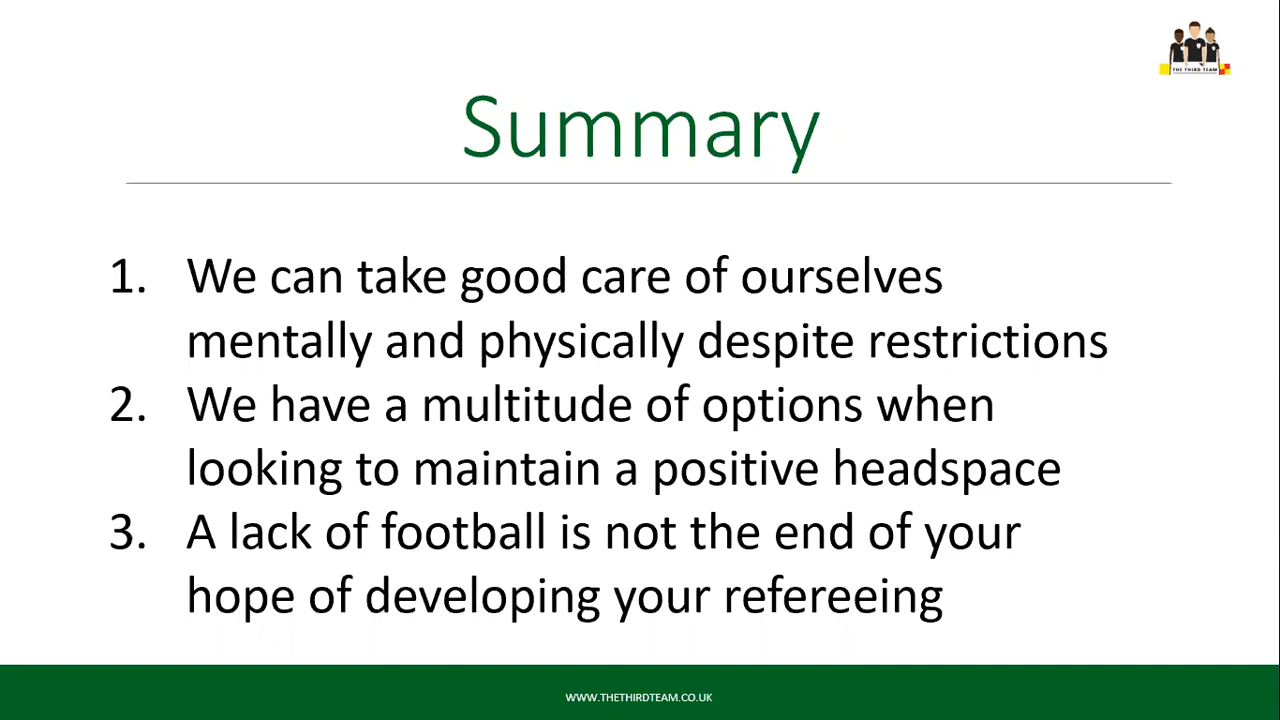 THE THIRD TEAM
Summary
1. We can take good care of ourselves
mentally and physically despite restrictions
2. We have a multitude of options when
looking to maintain a positive headspace
3. A lack of football is not the end of your
hope of developing your refereeing
WWW.THETHIRDTEAM.CO.UK